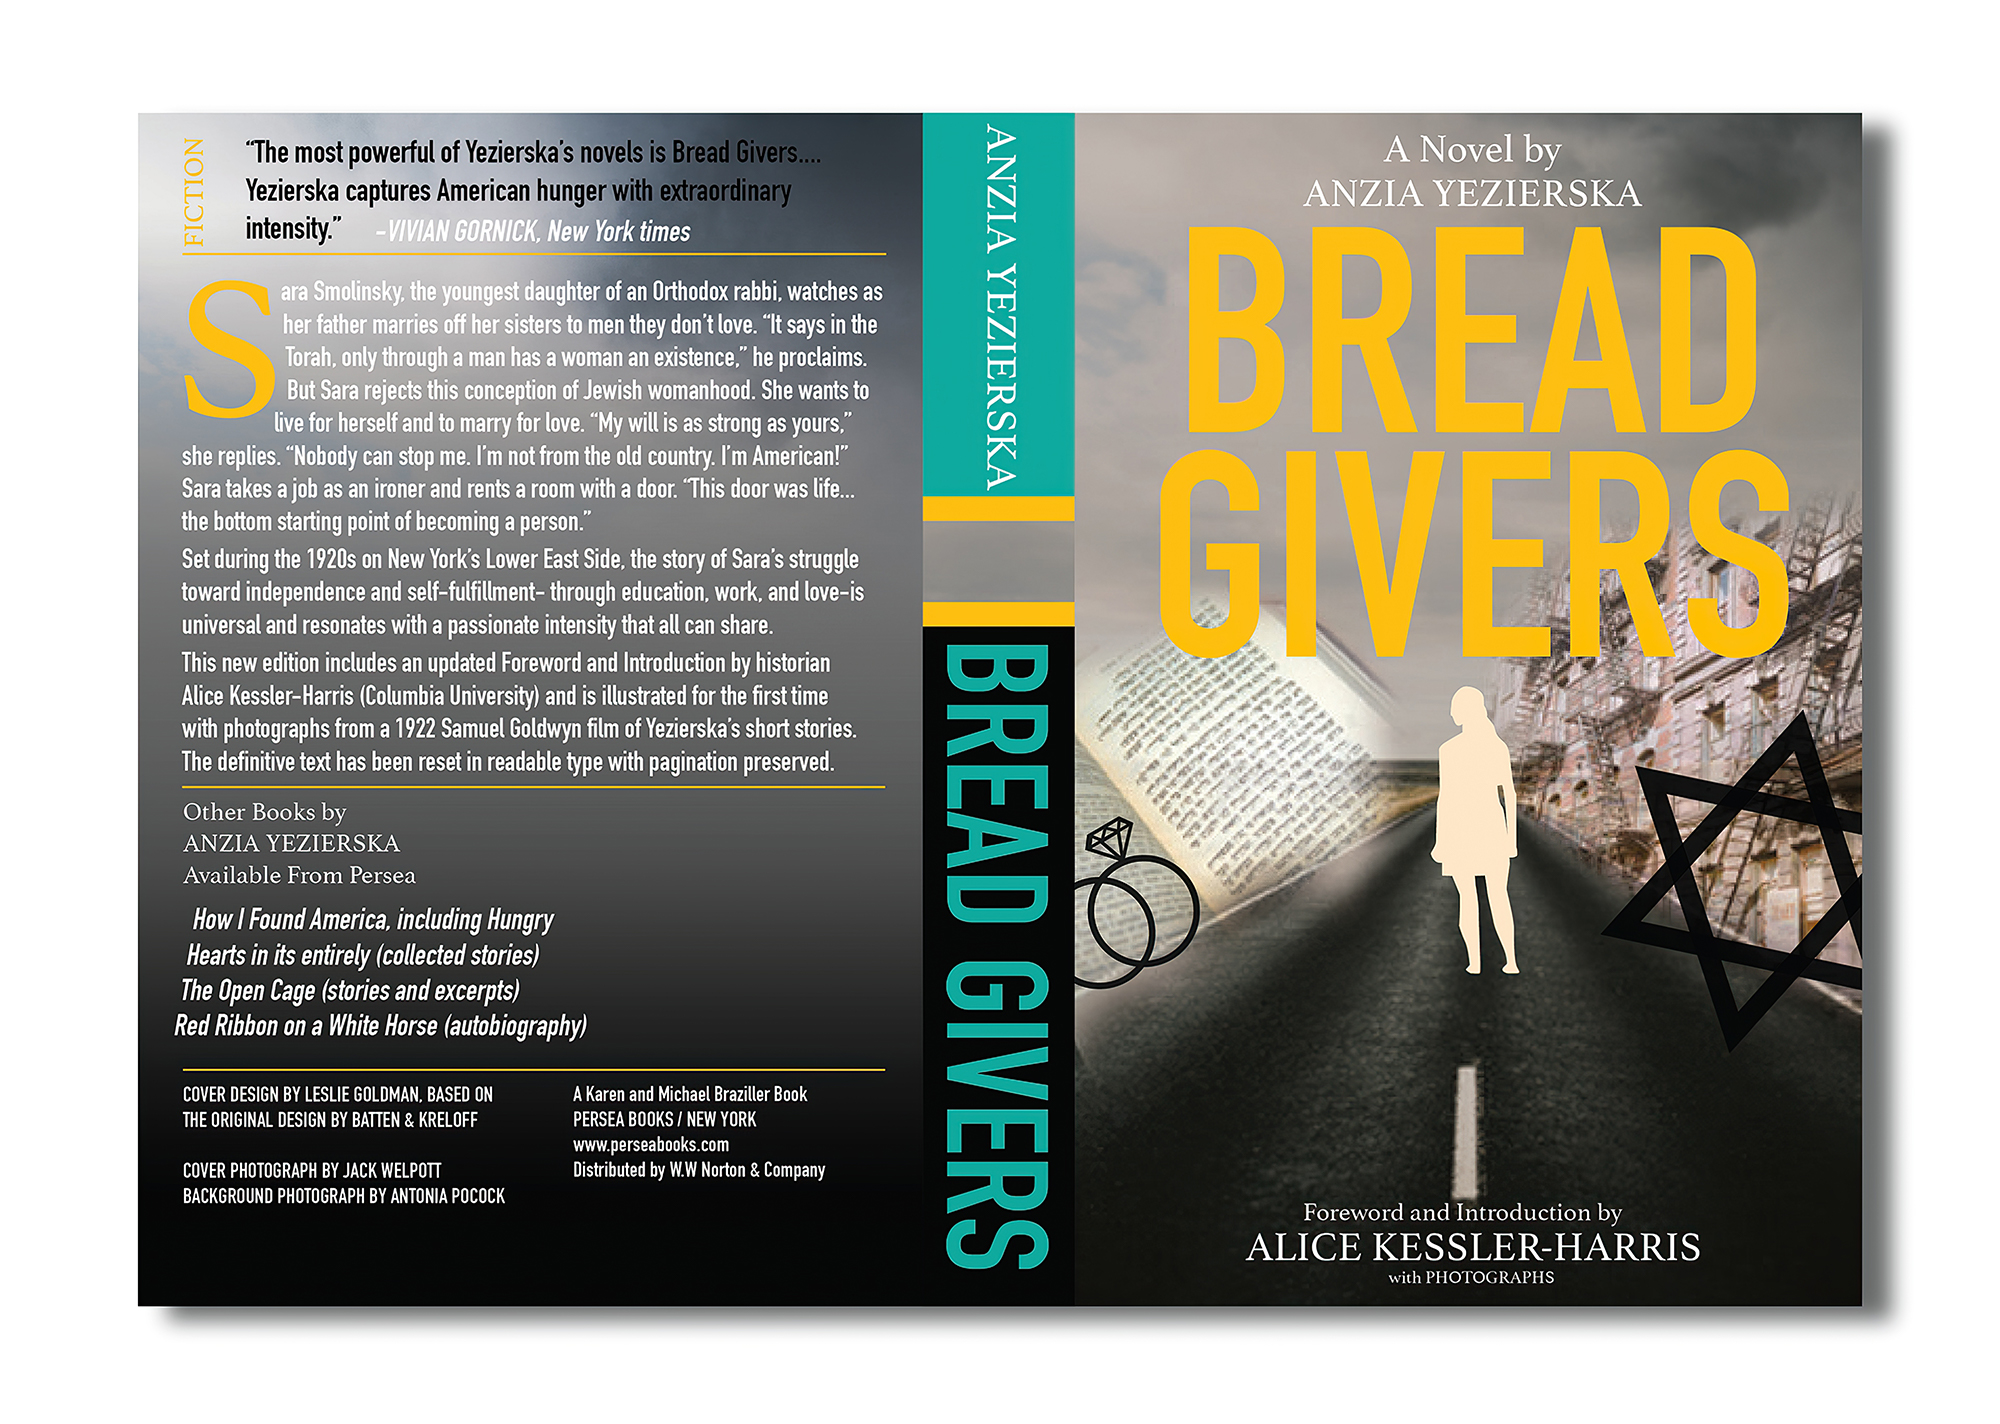 FICTION
“The most powerful of Yezierska’s novels is Bread Givers....
Yezierska captures American hunger with extraordinary
intensity.” -VIVIAN GORNICK, New York times
Sara Smolinsky, the youngest daughter of an Orthodox rabbi, watches as
her father marries off her sisters to men they don’t love. “It says in the
Torah, only through a man has a woman an existence,” he proclaims.
But Sara rejects this conception of Jewish womanhood. She wants to
live for herself and to marry for love. “My will is as strong as yours,”
she replies. “Nobody can stop me. I’m not from the old country. I’m American!”
Sara takes a job as an ironer and rents a room with a door. “This door was life...
the bottom starting point of becoming a person.”
Set during the 1920s on New York’s Lower East Side, the story of Sara’s struggle
toward independence and self-fulfillment- through education, work, and love-is
universal and resonates with a passionate intensity that all can share.
This new edition includes an updated Foreword and Introduction by historian
Alice Kessler-Harris (Columbia University) and is illustrated for the first time
with photographs from a 1922 Samuel Goldwyn film of Yezierska’s short stories.
The definitive text has been reset in readable type with pagination preserved.
Other Books by
ANZIA YEZIERSKA
Available From Persea
How I Found America, including Hungry
Hearts in its entirely (collected stories)
The Open Cage (stories and excerpts)
Red Ribbon on a White Horse (autobiography)
COVER DESIGN BY LESLIE GOLDMAN, BASED ON
THE ORIGINAL DESIGN BY BATTEN & KRELOFF
COVER PHOTOGRAPH BY JACK WELPOTT
BACKGROUND PHOTOGRAPH BY ANTONIA POCOCK
A Karen and Michael Braziller Book
PERSEA BOOKS / NEW YORK
www.perseabooks.com
Distributed by W.W Norton & Company
ANZIA YEZIERSKA
BREAD GIVERS
A Novel by
ANZIA YEZIERSKA
BREAD
GIVERS
Foreword and Introduction by
ALICE KESSLER-HARRIS
with PHOTOGRAPHS